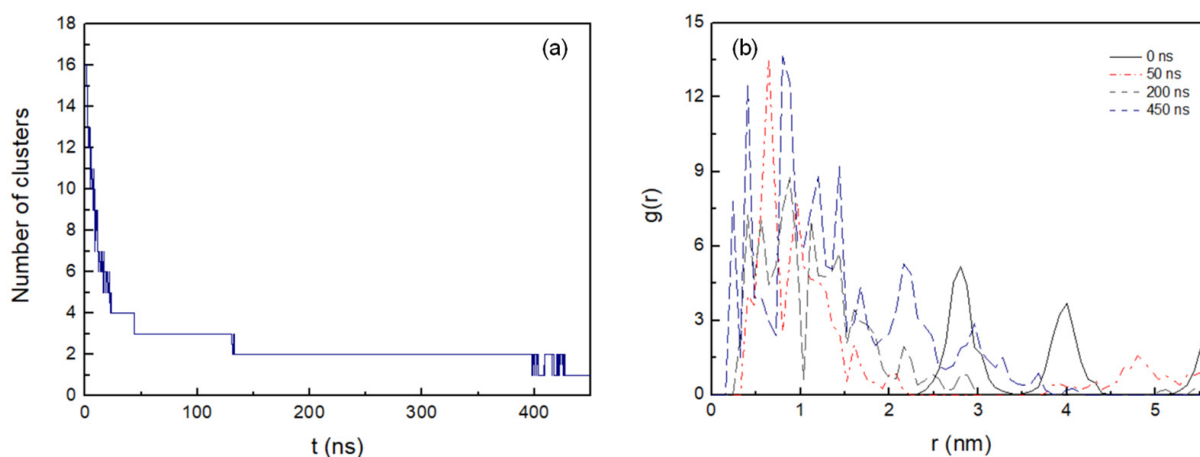 (a)
Number of clusters
18
16
14
12
10
8
6
4
2
0
0 100 200 300 400
t (ns)
(b)
g(r)
15
12
9
6
3
0
0 1 2 3 4 5
r (nm)
0 ns
50 ns
200 ns
450 ns